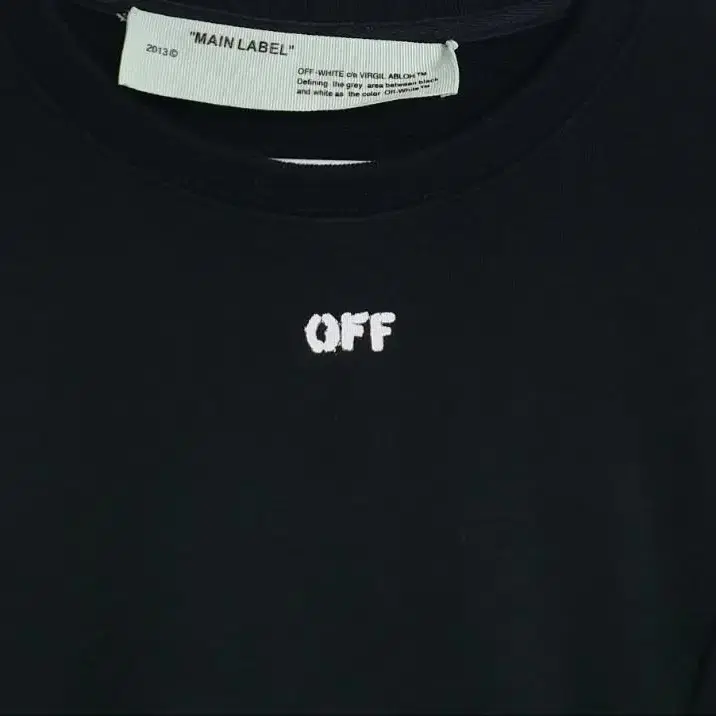 "MAIN LABEL"
2013©
OFF-WHITE c/o VIRGIL ABLOH™
Defining the grey area between black
and white as the color Off-White™
OFF